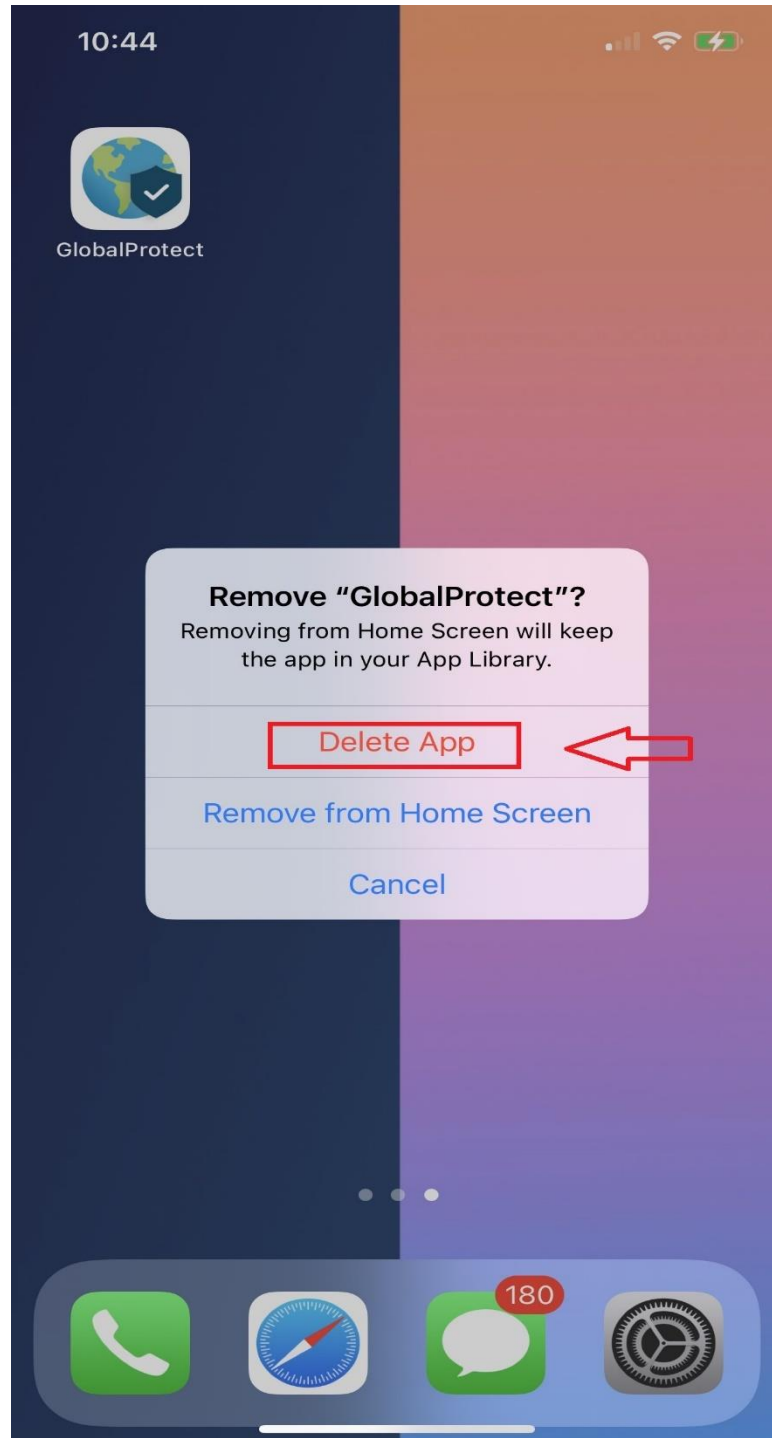 10:44
GlobalProtect
Remove “GlobalProtect”?
Removing from Home Screen will keep
the app in your App Library.
Delete App
Remove from Home Screen
Cancel
180